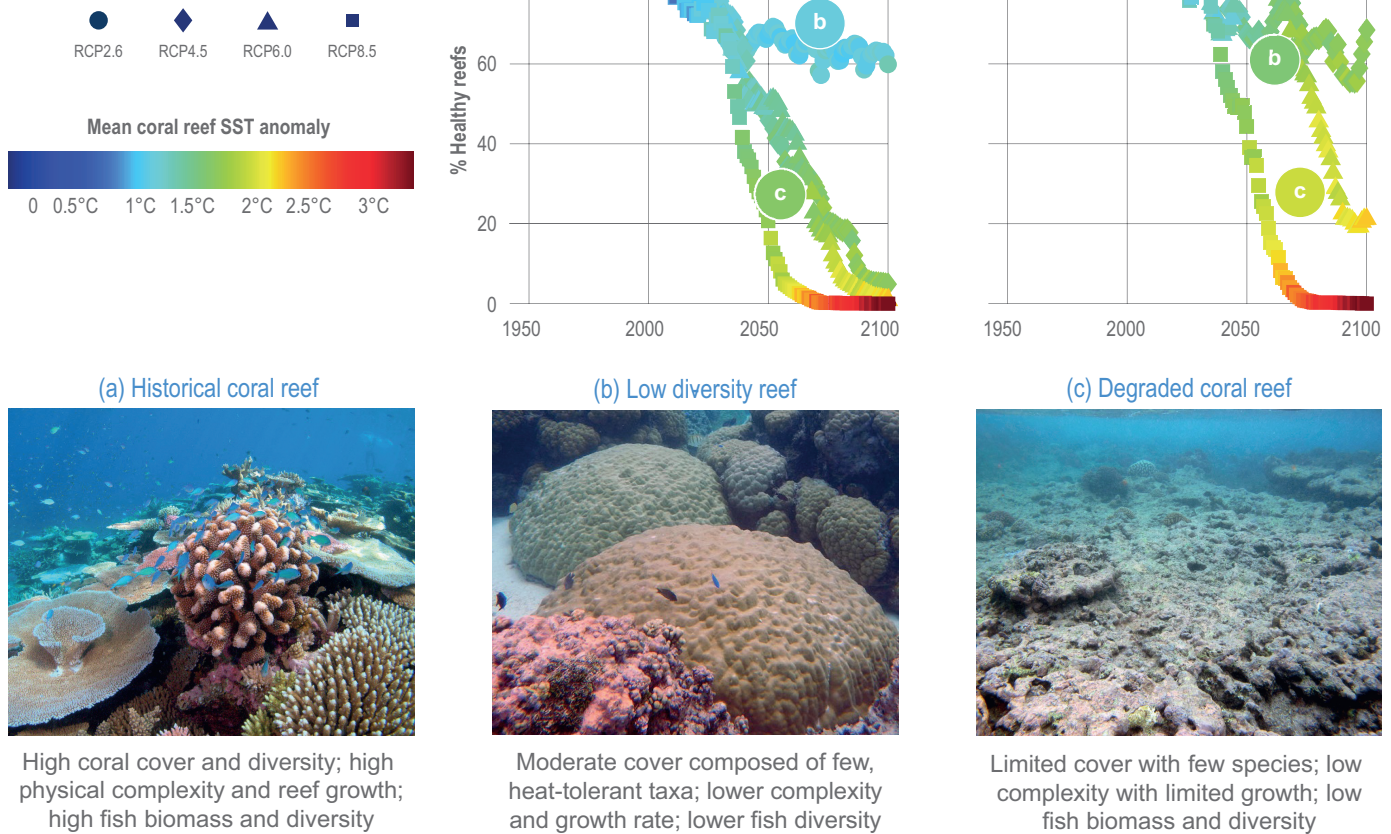 RCP2.6 RCP4.5 RCP6.0 RCP8.5
Mean coral reef SST anomaly
0 0.5°C 1°C 1.5°C 2°C 2.5°C 3°C
% Healthy reefs
60
40
20
0
1950 2000 2050 2100
b
c
1950 2000 2050 2100
b
c
(a) Historical coral reef
High coral cover and diversity; high
physical complexity and reef growth;
high fish biomass and diversity
(b) Low diversity reef
Moderate cover composed of few,
heat-tolerant taxa; lower complexity
and growth rate; lower fish diversity
(c) Degraded coral reef
Limited cover with few species; low
complexity with limited growth; low
fish biomass and diversity